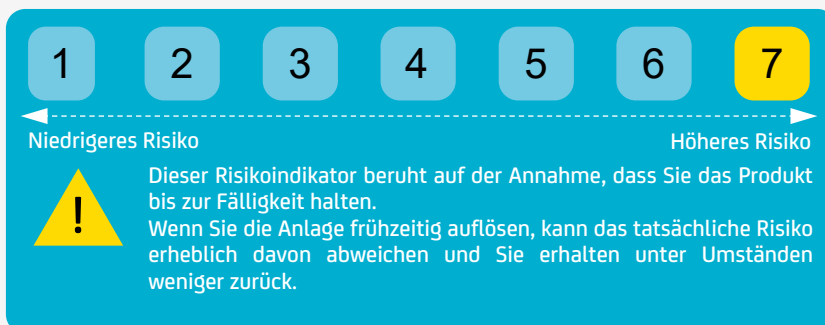 1 2 3 4 5 6 7
Niedrigeres Risiko Höheres Risiko
! Dieser Risikoindikator beruht auf der Annahme, dass Sie das Produkt
bis zur Fälligkeit halten.
Wenn Sie die Anlage frühzeitig auflösen, kann das tatsächliche Risiko
erheblich davon abweichen und Sie erhalten unter Umständen
weniger zurück.